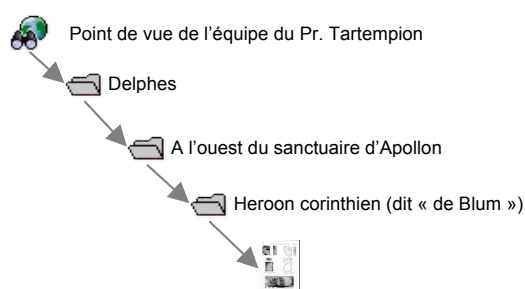 Point de vue de l’équipe du Pr. Tartempion
Delphes
A l’ouest du sanctuaire d’Apollon
Heroon corinthien (dit « de Blum »)